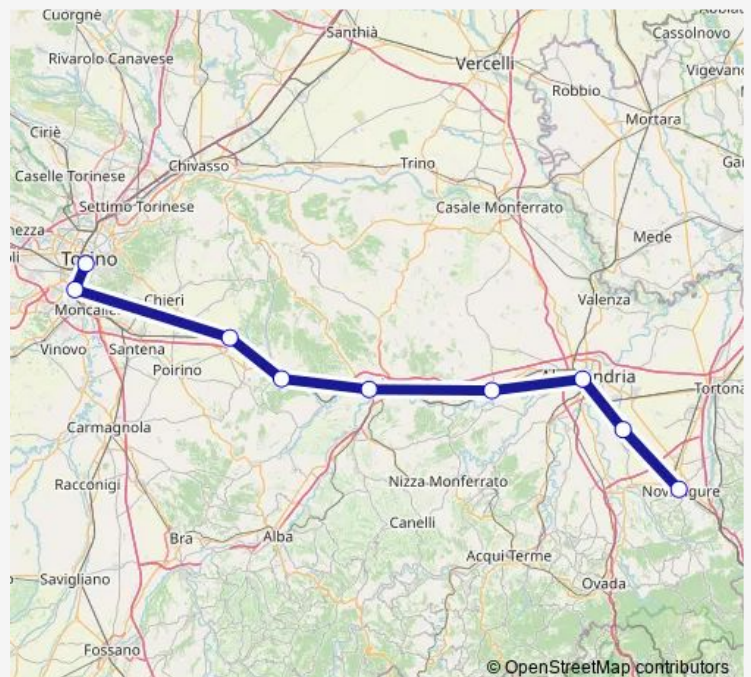 Cuorgnè
Santhià
Cassolnovo
Rivarolo Canavese
Vercelli
Vigevano
Robbio
Ciriè
Mortara
Chivasso
Trino
Caselle Torinese
Settimo Torinese
Casale Monferrato
Mede
Chieri
Valenza
Vinovo
Santena
Poirino
Tortona
Carmagnola
Racconigi
Nizza Monferrato
Canelli
Bra
Alba
Acqui Terme
Savigliano
Ovada
Fossano
© OpenStreetMap contributors